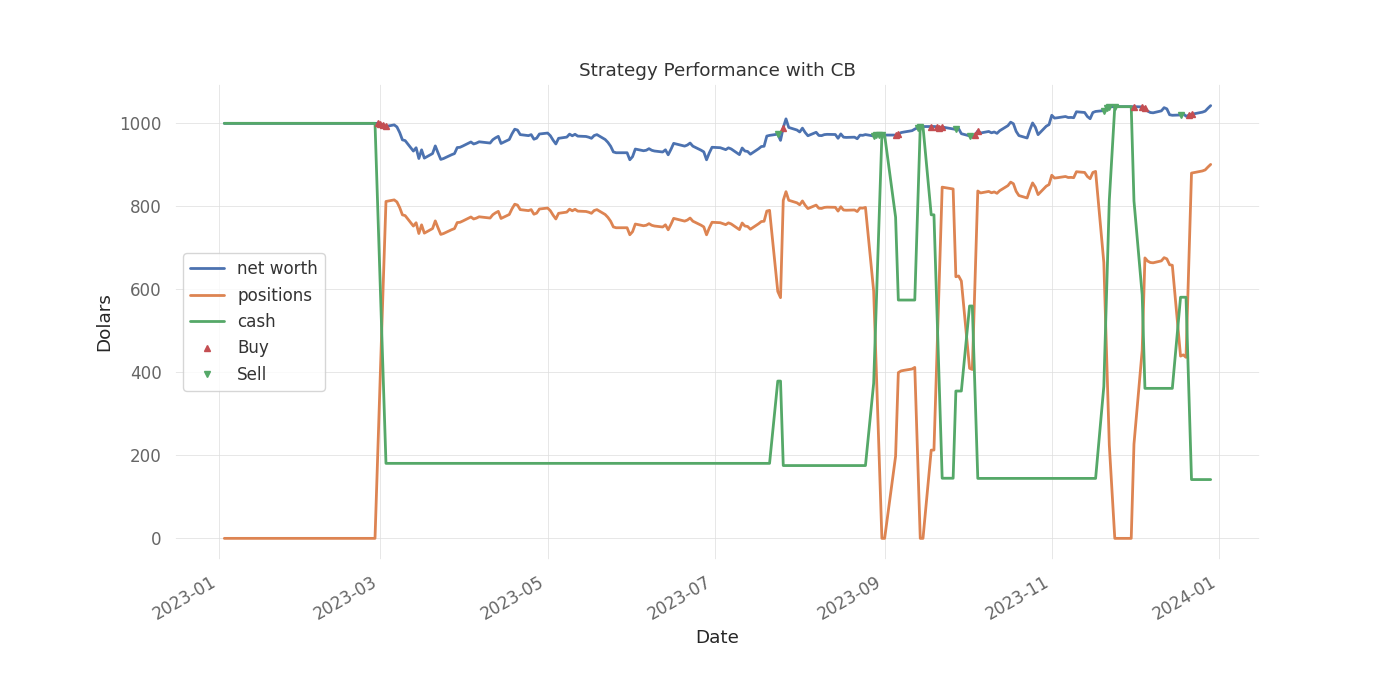 Strategy Performance with CB
Dolars
1000
800
600
400
200
0
net worth
positions
cash
Buy
Sell
2023-01
2023-03
2023-05
2023-07
2023-09
2023-11
2024-01
Date